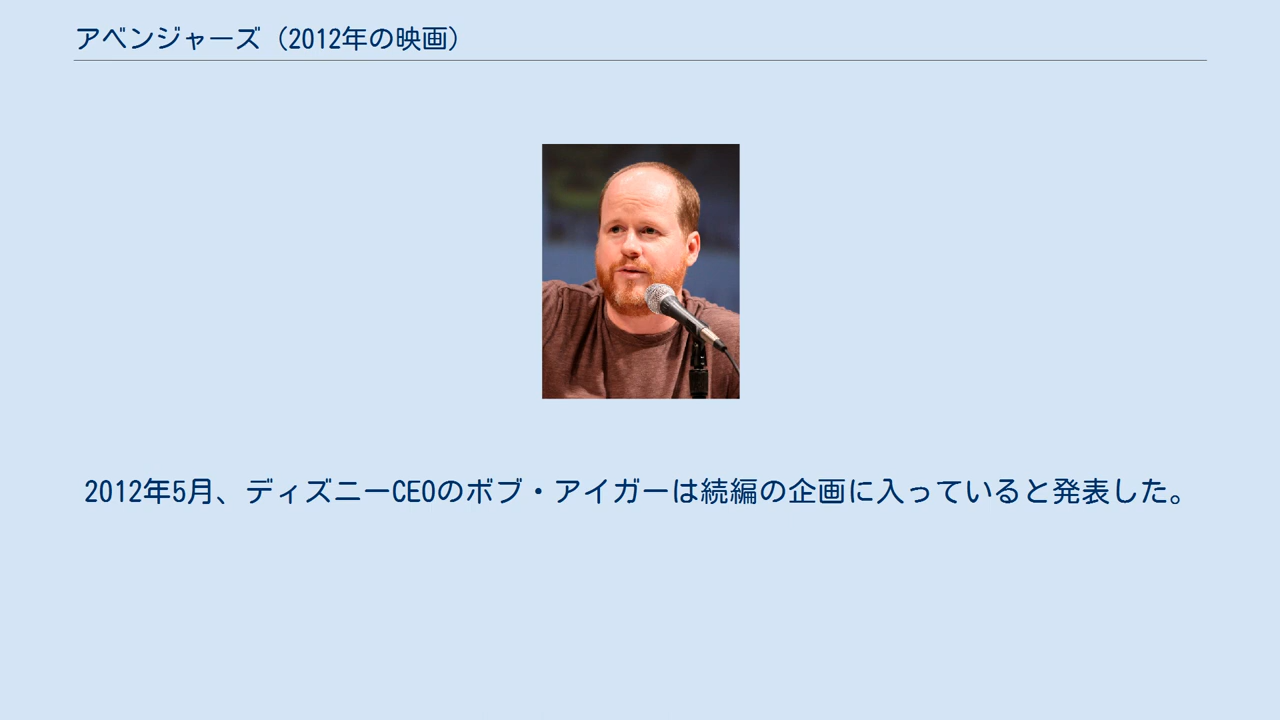 アベンジャーズ（2012年の映画）
2012年5月、ディズニーCEOのボブ・アイガーは続編の企画に入っていると発表した。